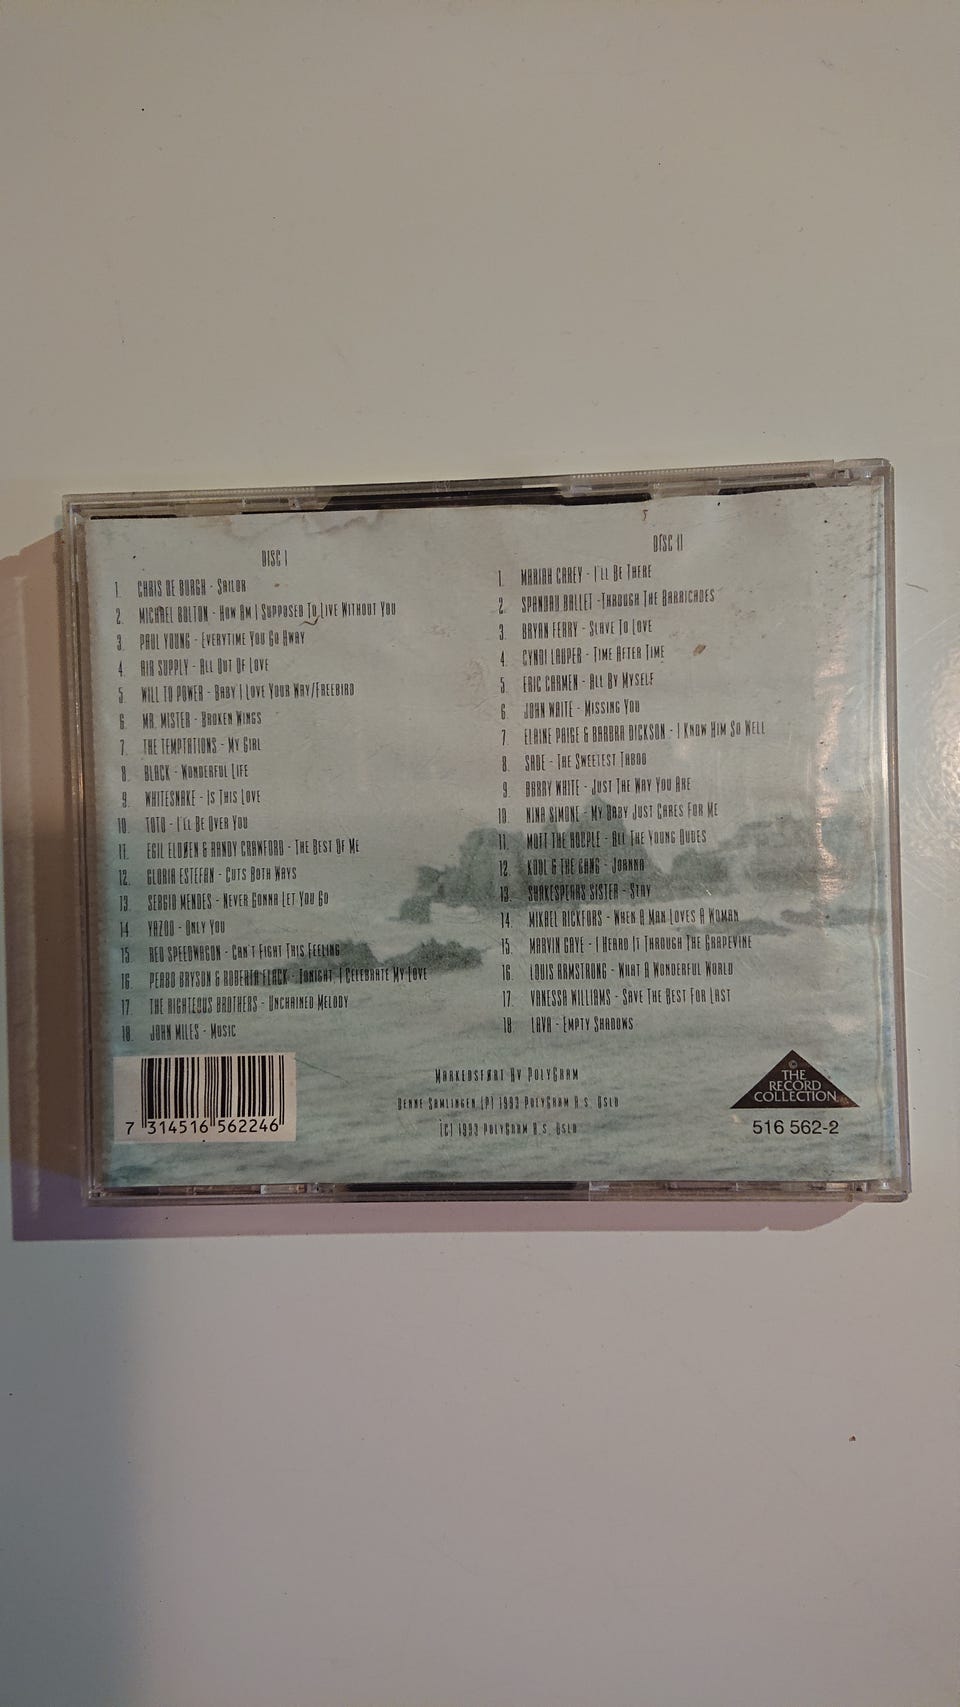 DISC I
1. CHRIS DE BURGH - SAILOR
2. MICHAEL BOLTON - HOW AM I SUPPOSED TO LIVE WITHOUT YOU
3. PAUL YOUNG - EVERYTIME YOU GO AWAY
4. AIR SUPPLY - ALL OUT OF LOVE
5. WILL TO POWER - BABY I LOVE YOUR WAY/FREEBIRD
6. MR. MISTER - BROKEN WINGS
7. THE TEMPTATIONS - MY GIRL
8. BLACK - WONDERFUL LIFE
9. WHITESNAKE - IS THIS LOVE
10. TOTO - I'LL BE OVER YOU
11. EGIL ELDØEN & RANDY CRAWFORD - THE BEST OF ME
12. GLORIA ESTEFAN - CUTS BOTH WAYS
13. SERGIO MENDES - NEVER GONNA LET YOU GO
14. YAZOO - ONLY YOU
15. REO SPEEDWAGON - CAN'T FIGHT THIS FEELING
16. PEABO BRYSON & ROBERTA FLACK - TONIGHT, I CELEBRATE MY LOVE
17. THE RIGHTEOUS BROTHERS - UNCHAINED MELODY
18. JOHN MILES - MUSIC
DISC II
1. MARIAH CAREY - I'LL BE THERE
2. SPANDAU BALLET - THROUGH THE BARRICADES
3. BRYAN FERRY - SLAVE TO LOVE
4. CYNDI LAUPER - TIME AFTER TIME
5. ERIC CARMEN - ALL BY MYSELF
6. JOHN WAITE - MISSING YOU
7. ELAINE PAIGE & BARBRA DICKSON - I KNOW HIM SO WELL
8. SADE - THE SWEETEST TABOO
9. BARRY WHITE - JUST THE WAY YOU ARE
10. NINA SIMONE - MY BABY JUST CARES FOR ME
11. MOTT THE HOOPLE - ALL THE YOUNG DUDES
12. KOOL & THE GANG - JOANNA
13. SHAKESPEARS SISTER - STAY
14. MIKAEL RICKFORS - WHEN A MAN LOVES A WOMAN
15. MARVIN GAYE - I HEARD IT THROUGH THE GRAPEVINE
16. LOUIS ARMSTRONG - WHAT A WONDERFUL WORLD
17. VANESSA WILLIAMS - SAVE THE BEST FOR LAST
18. LAVA - EMPTY SHADOWS
MARKEDSFØRT AV POLYGRAM
DENNE SAMLINGEN (P) 1993 POLYGRAM A.S. OSLO
(C) 1993 POLYGRAM A.S. OSLO
7 314516 562246
©
THE
RECORD
COLLECTION
516 562-2